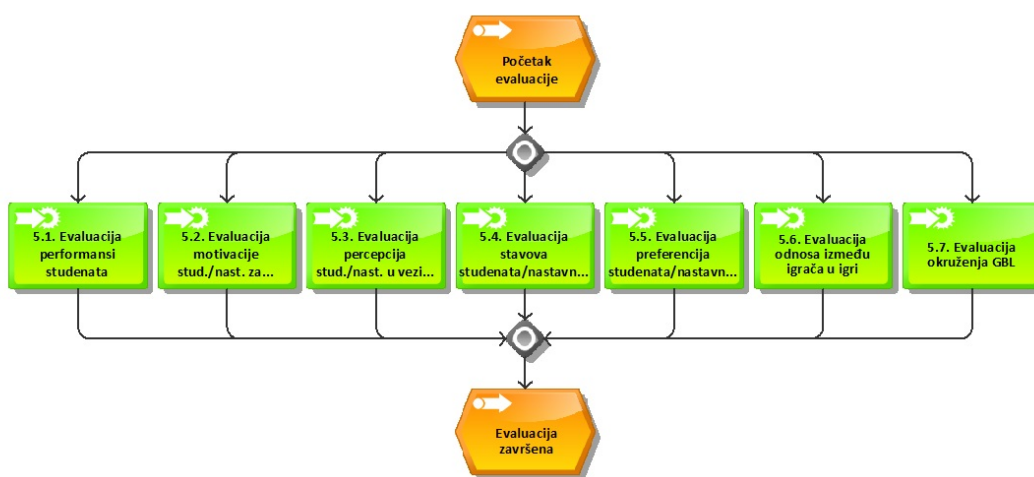 Početak
evaluacije
5.1. Evaluacija
performansi
studenata
5.2. Evaluacija
motivacije
stud./nast. za...
5.3. Evaluacija
percepcija
stud./nast. u vezi...
5.4. Evaluacija
stavova
studenata/nastavn...
5.5. Evaluacija
preferencija
studenata/nastavn...
5.6. Evaluacija
odnosa između
igrača u igri
5.7. Evaluacija
okruženja GBL
Evaluacija
završena